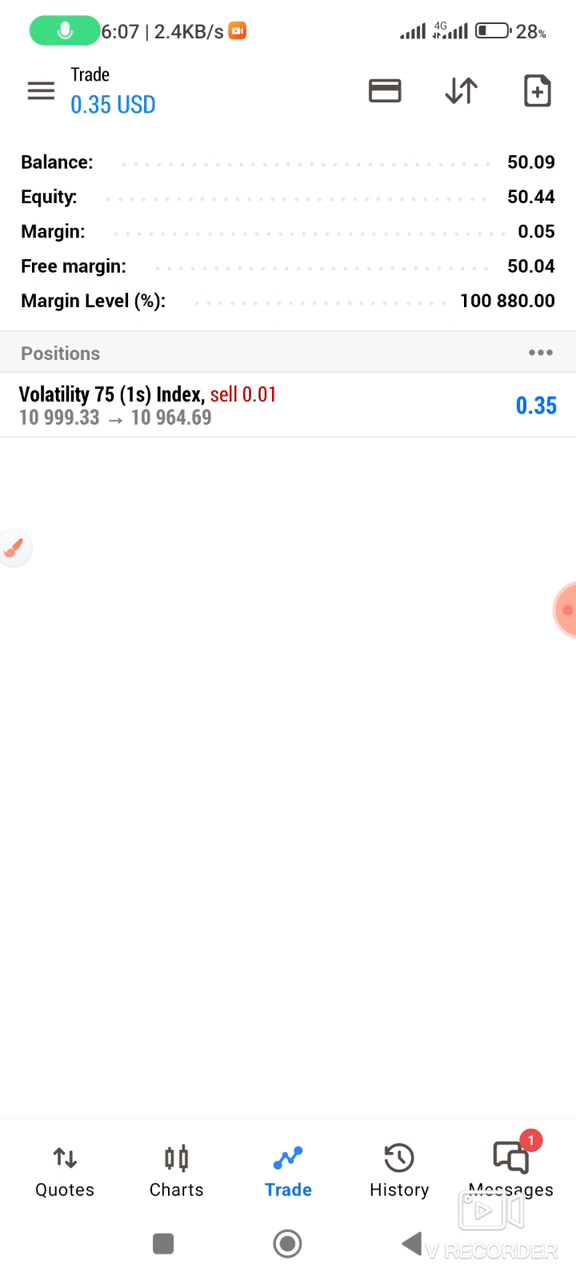 6:07 | 2.4KB/s 4G 28%
Trade
0.35 USD
Balance: 50.09
Equity: 50.44
Margin: 0.05
Free margin: 50.04
Margin Level (%): 100 880.00
Positions
Volatility 75 (1s) Index, sell 0.01
10 999.33 → 10 964.69 0.35
1
Quotes Charts Trade History Messages
V RECORDER